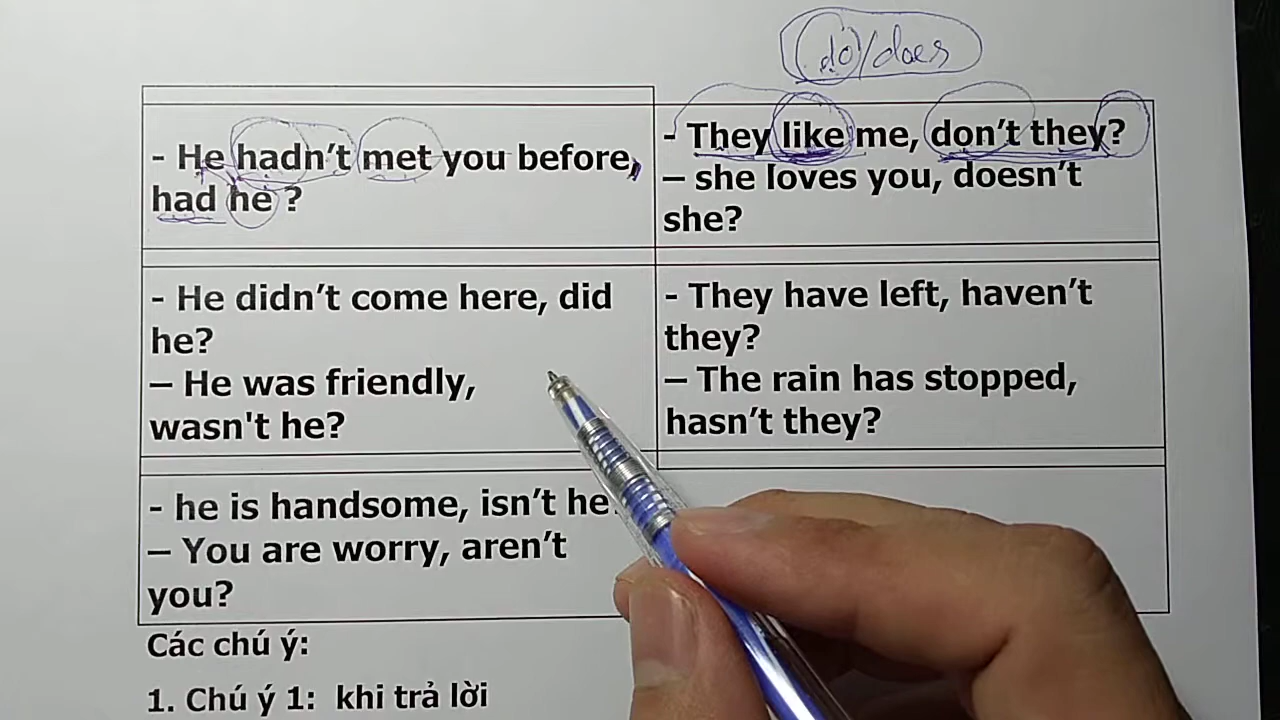 do/does
- He hadn't met you before,
had he ?
- They like me, don't they?
– she loves you, doesn't
she?
- He didn't come here, did
he?
– He was friendly,
wasn't he?
- They have left, haven't
they?
– The rain has stopped,
hasn't they?
- he is handsome, isn't he
– You are worry, aren't
you?
Các chú ý:
1. Chú ý 1: khi trả lời